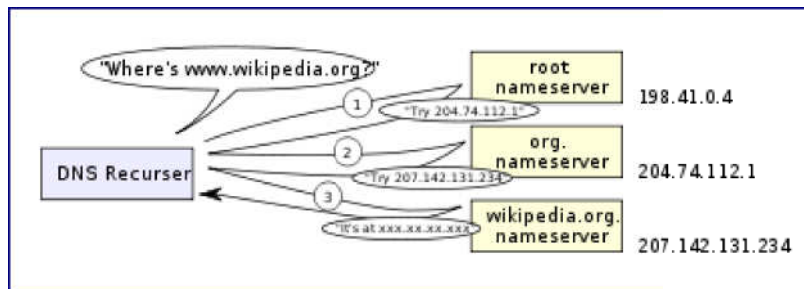 "Where's www.wikipedia.org?"
root
nameserver
198.41.0.4
1
"Try 204.74.112.1"
DNS Recurser
2
org.
nameserver
204.74.112.1
"Try 207.142.131.234"
3
wikipedia.org.
nameserver
207.142.131.234
"It's at xxx.xx.xx.xxx"